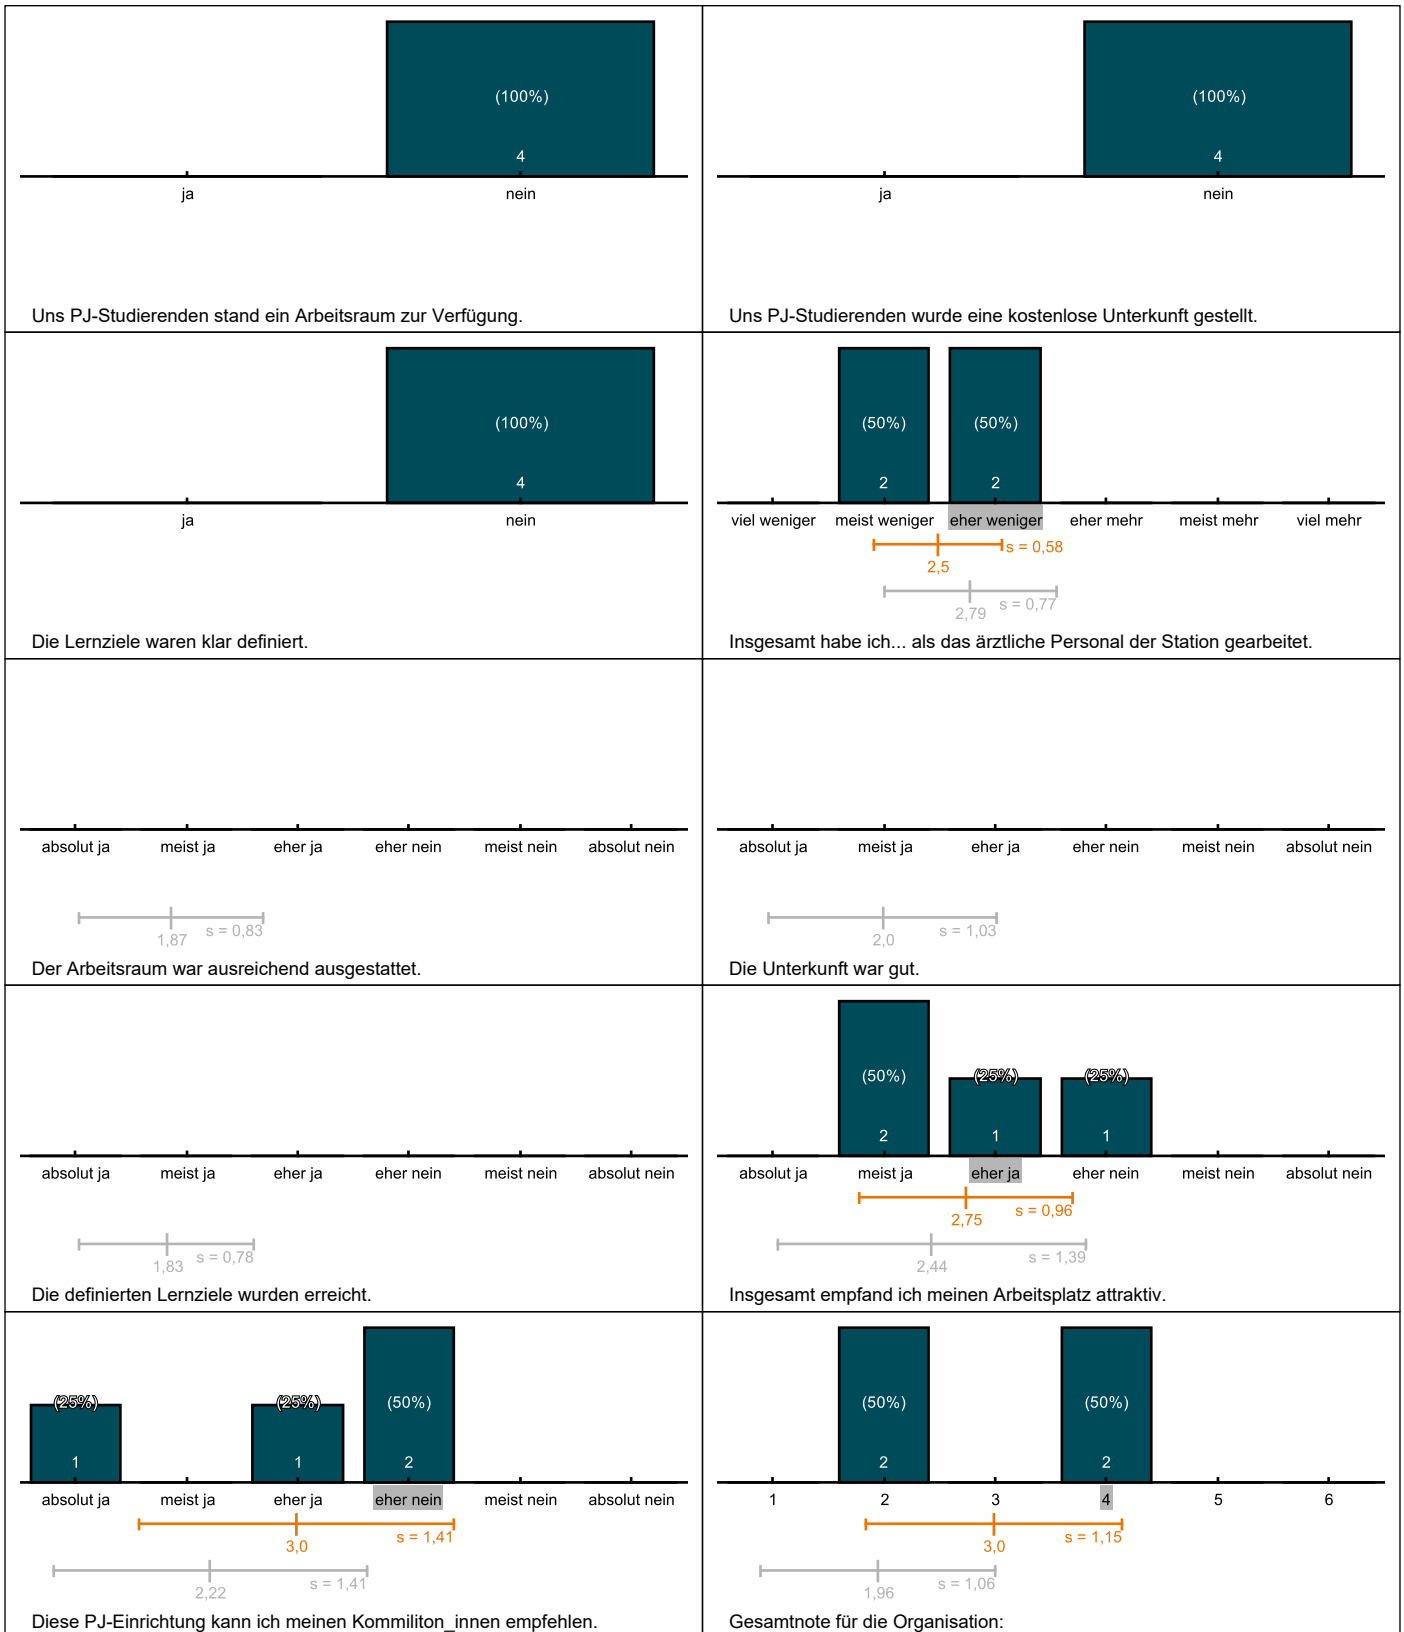 (100%)
4
ja nein
Uns PJ-Studierenden stand ein Arbeitsraum zur Verfügung.
(100%)
4
ja nein
Uns PJ-Studierenden wurde eine kostenlose Unterkunft gestellt.
(100%)
4
ja nein
Die Lernziele waren klar definiert.
(50%) (50%)
2 2
viel weniger meist weniger eher weniger eher mehr meist mehr viel mehr
s = 0,58
2,5
s = 0,77
2,79
Insgesamt habe ich... als das ärztliche Personal der Station gearbeitet.
absolut ja meist ja eher ja eher nein meist nein absolut nein
s = 0,83
1,87
Der Arbeitsraum war ausreichend ausgestattet.
absolut ja meist ja eher ja eher nein meist nein absolut nein
s = 1,03
2,0
Die Unterkunft war gut.
absolut ja meist ja eher ja eher nein meist nein absolut nein
s = 0,78
1,83
Die definierten Lernziele wurden erreicht.
(50%) (25%) (25%)
2 1 1
absolut ja meist ja eher ja eher nein meist nein absolut nein
s = 0,96
2,75
s = 1,39
2,44
Insgesamt empfand ich meinen Arbeitsplatz attraktiv.
(25%) (25%) (50%)
1 1 2
absolut ja meist ja eher ja eher nein meist nein absolut nein
s = 1,41
3,0
s = 1,41
2,22
Diese PJ-Einrichtung kann ich meinen Kommiliton_innen empfehlen.
(50%) (50%)
2 2
1 2 3 4 5 6
s = 1,15
3,0
s = 1,06
1,96
Gesamtnote für die Organisation: